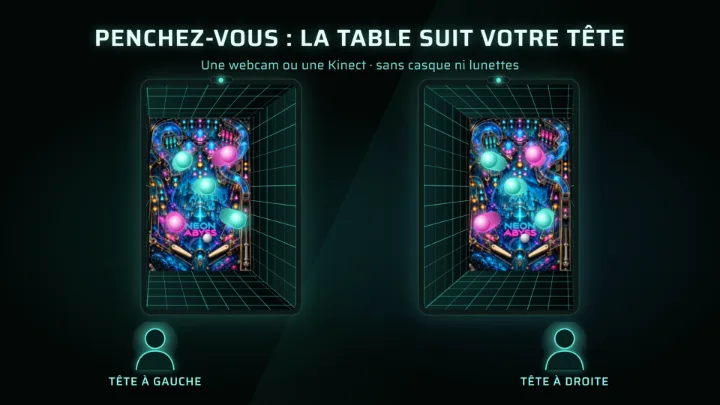 PENCHEZ-VOUS : LA TABLE SUIT VOTRE TÊTE
Une webcam ou une Kinect · sans casque ni lunettes
NEON
ABYSS
NEON
ABYSS
TÊTE À GAUCHE
TÊTE À DROITE